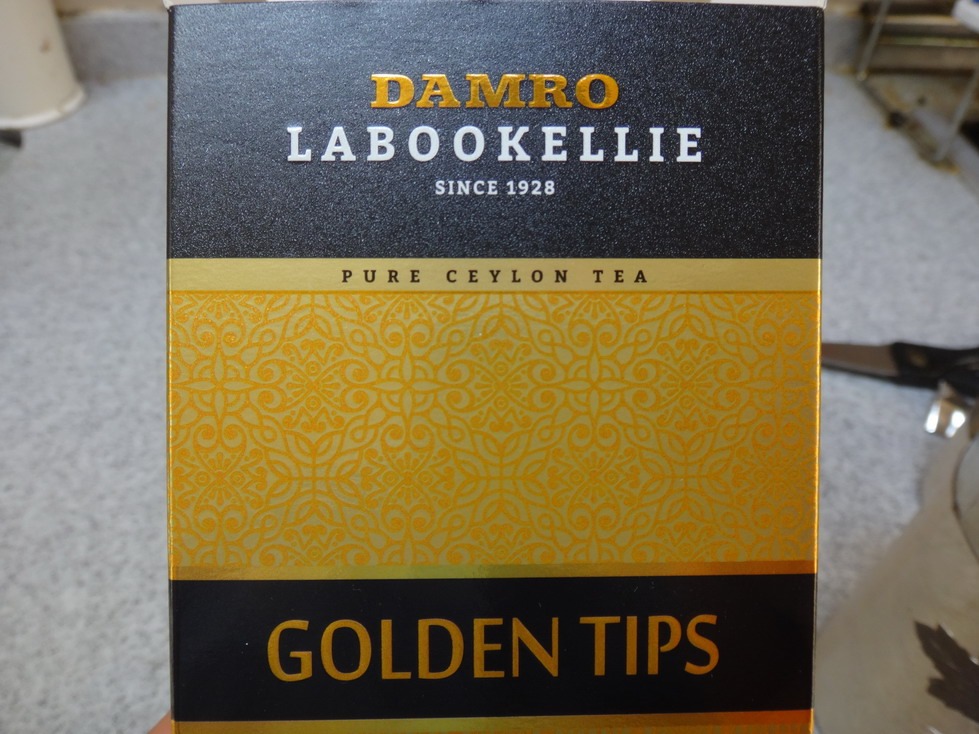 DAMRO
LABOOKELLIE
SINCE 1928
PURE CEYLON TEA
GOLDEN TIPS